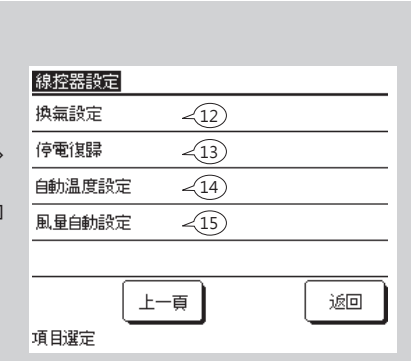 線控器設定
換氣設定 12
停電復歸 13
自動溫度設定 14
風量自動設定 15
上一頁 返回
項目選定